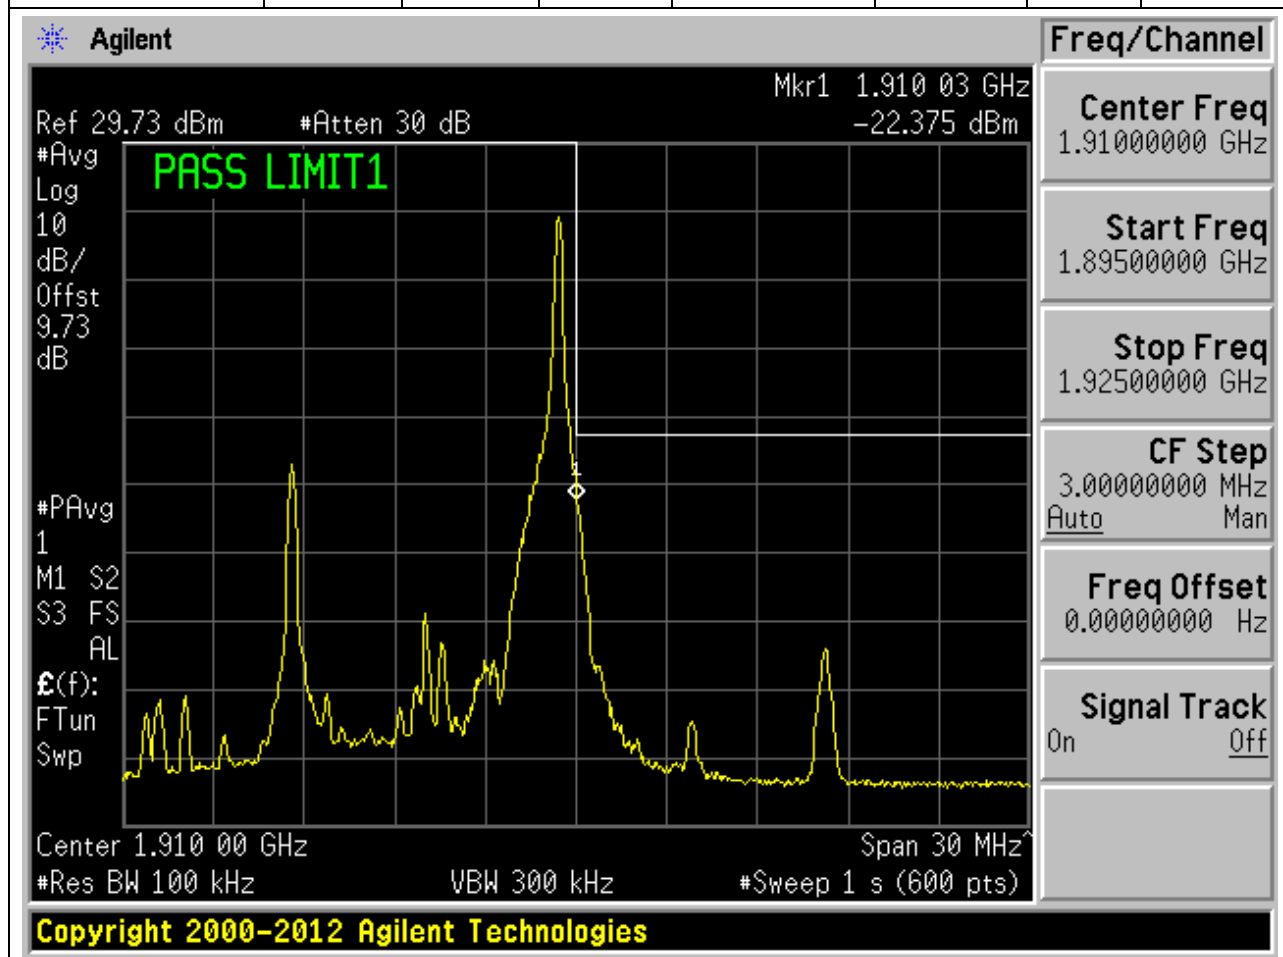 Agilent
Freq/Channel
Mkr1 1.910 03 GHz
Ref 29.73 dBm #Atten 30 dB -22.375 dBm
#Avg
Log
10
dB/
Offst
9.73
dB
PASS LIMIT1
1
#PAvg
1
M1 S2
S3 FS
AL
£(f):
FTun
Swp
Center 1.910 00 GHz Span 30 MHz^
#Res BW 100 kHz VBW 300 kHz #Sweep 1 s (600 pts)
Center Freq
1.91000000 GHz
Start Freq
1.89500000 GHz
Stop Freq
1.92500000 GHz
CF Step
3.00000000 MHz
Auto Man
Freq Offset
0.00000000 Hz
Signal Track
On Off
Copyright 2000-2012 Agilent Technologies